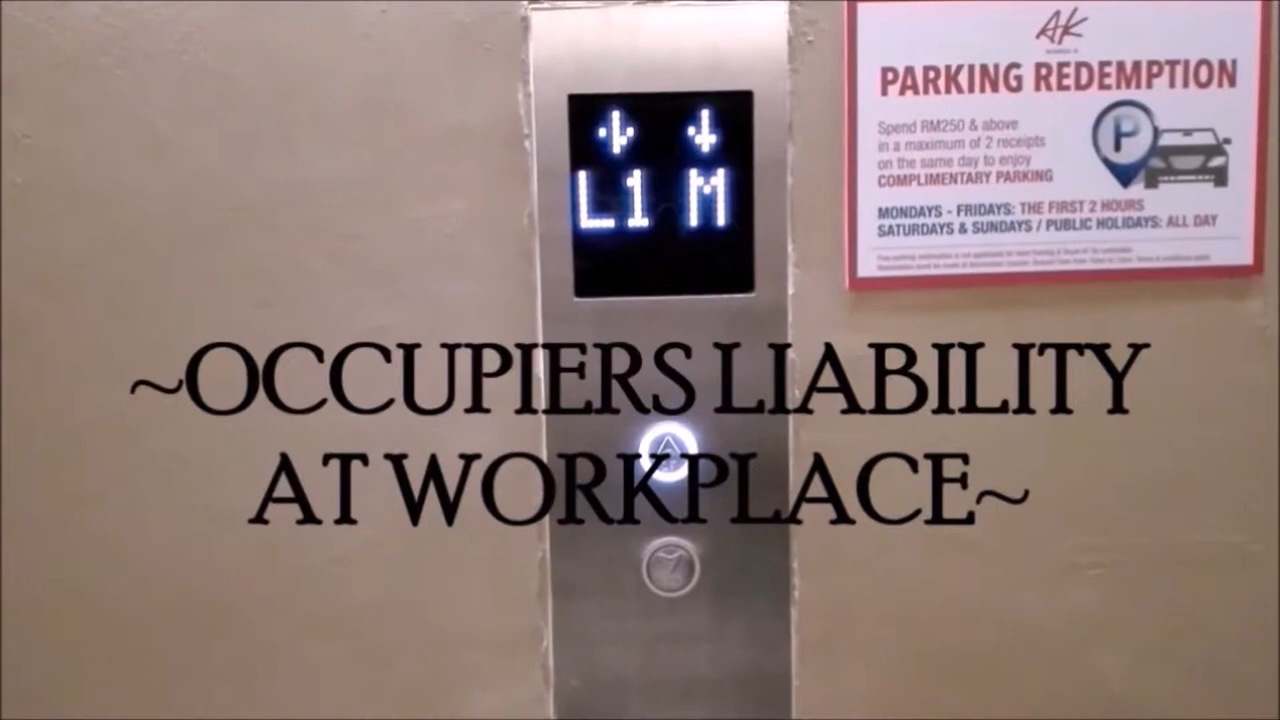 L1 M
AK
PARKING REDEMPTION
Spend RM250 & above
in a maximum of 2 receipts
on the same day to enjoy
COMPLIMENTARY PARKING
P
MONDAYS - FRIDAYS: THE FIRST 2 HOURS
SATURDAYS & SUNDAYS / PUBLIC HOLIDAYS: ALL DAY
~OCCUPIERS LIABILITY
AT WORKPLACE~